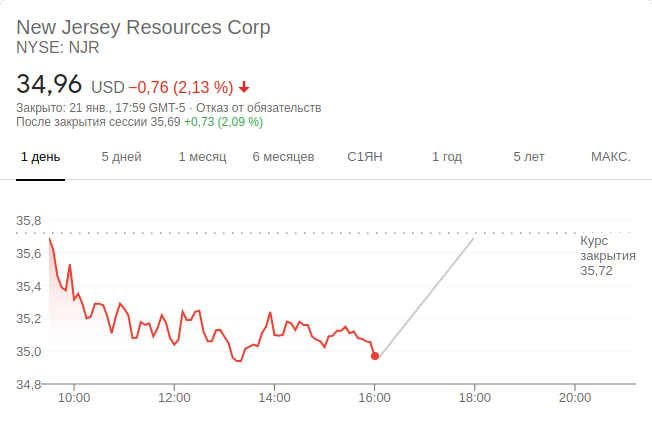 New Jersey Resources Corp
NYSE: NJR
34,96 USD −0,76 (2,13 %)
Закрыто: 21 янв., 17:59 GMT-5 · Отказ от обязательств
После закрытия сессии 35,69 +0,73 (2,09 %)
1 день 5 дней 1 месяц 6 месяцев С1ЯН 1 год 5 лет МАКС.
35,8
Курс
35,6 закрытия
35,72
35,4
35,2
35,0
34,8
10:00 12:00 14:00 16:00 18:00 20:00